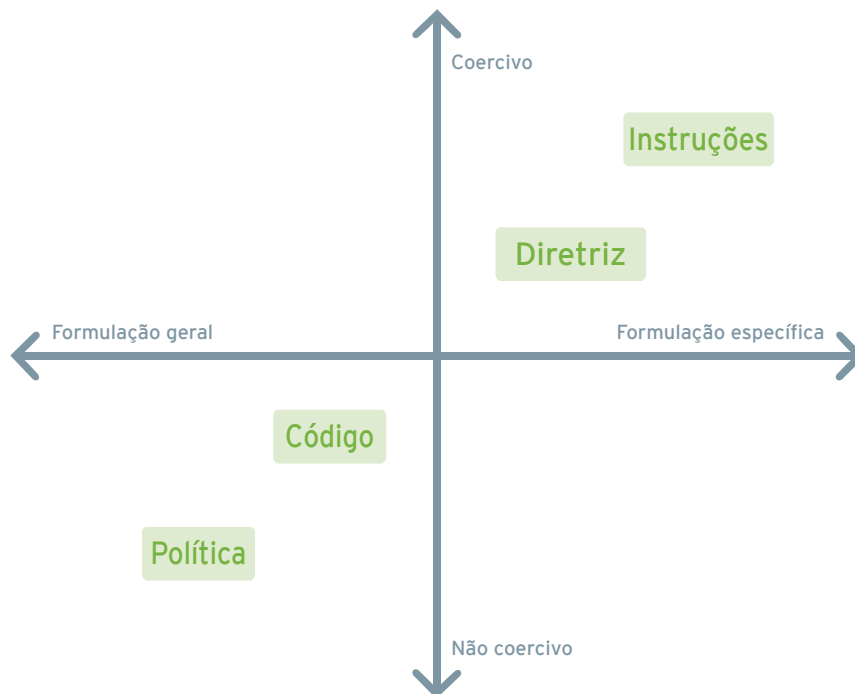 Coercivo
Instruções
Diretriz
Formulação geral
Formulação específica
Código
Política
Não coercivo